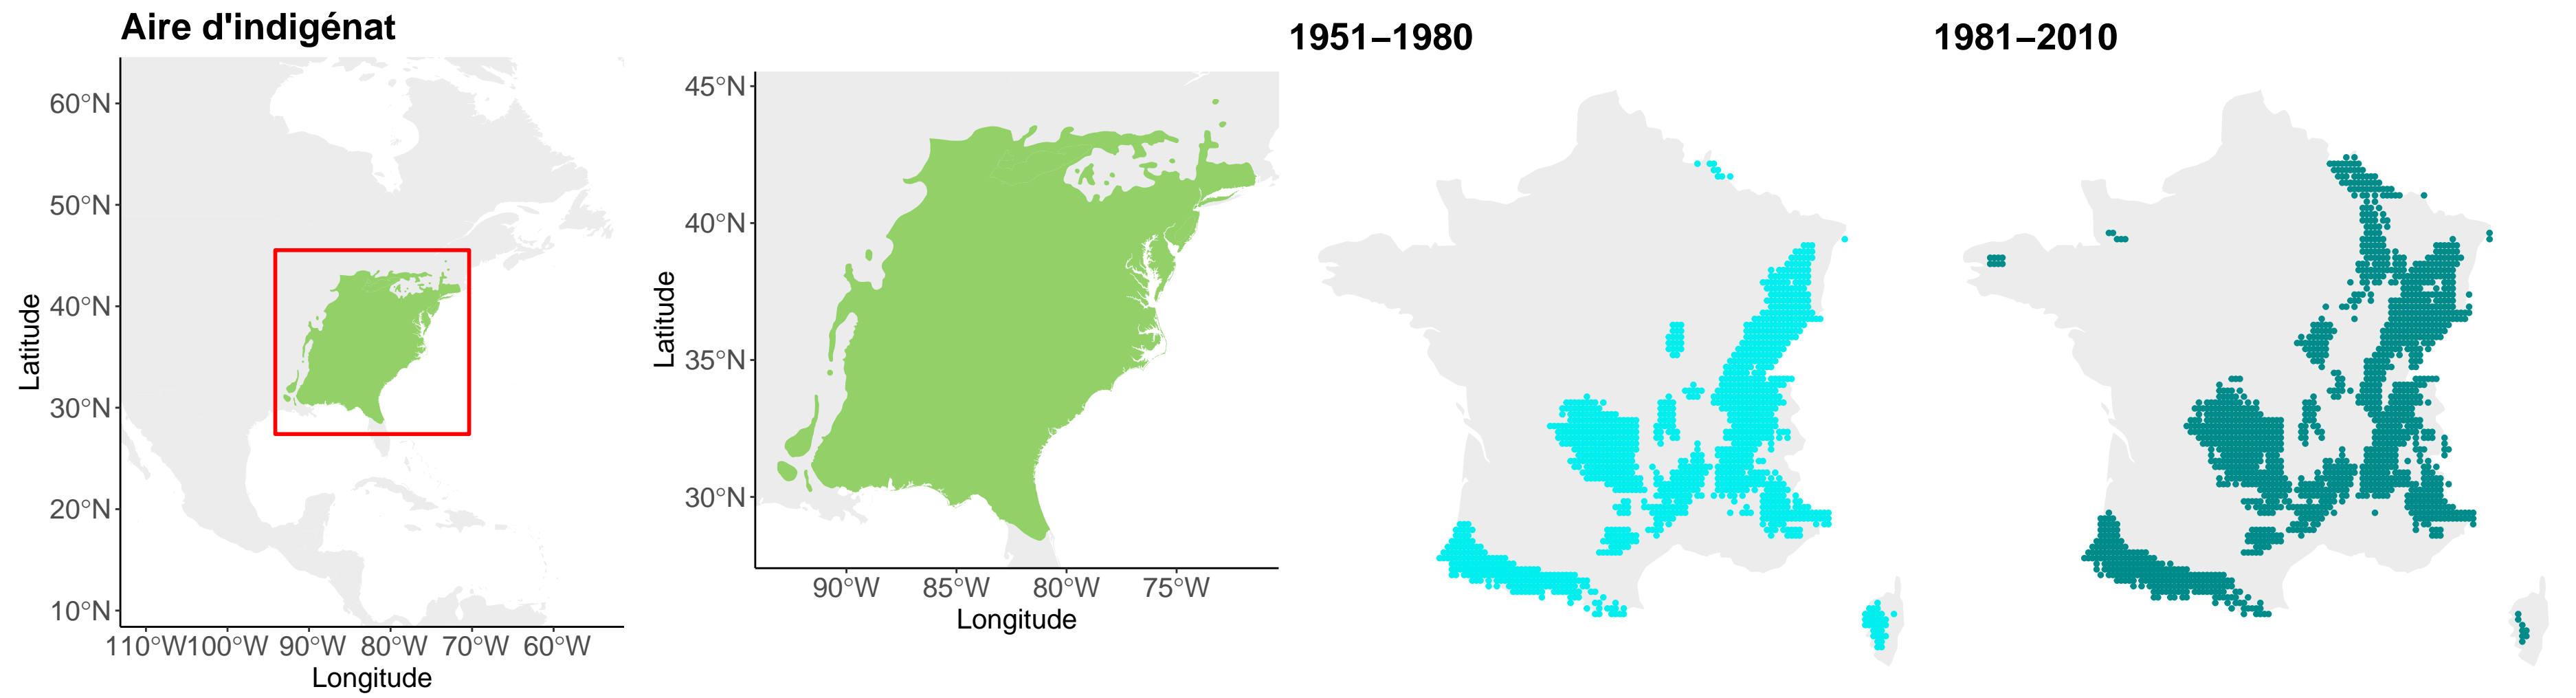 Aire d'indigénat
60°N
50°N
40°N
30°N
20°N
10°N
Latitude
110°W100°W 90°W 80°W 70°W 60°W
Longitude
45°N
40°N
35°N
30°N
Latitude
90°W 85°W 80°W 75°W
Longitude
1951–1980
1981–2010